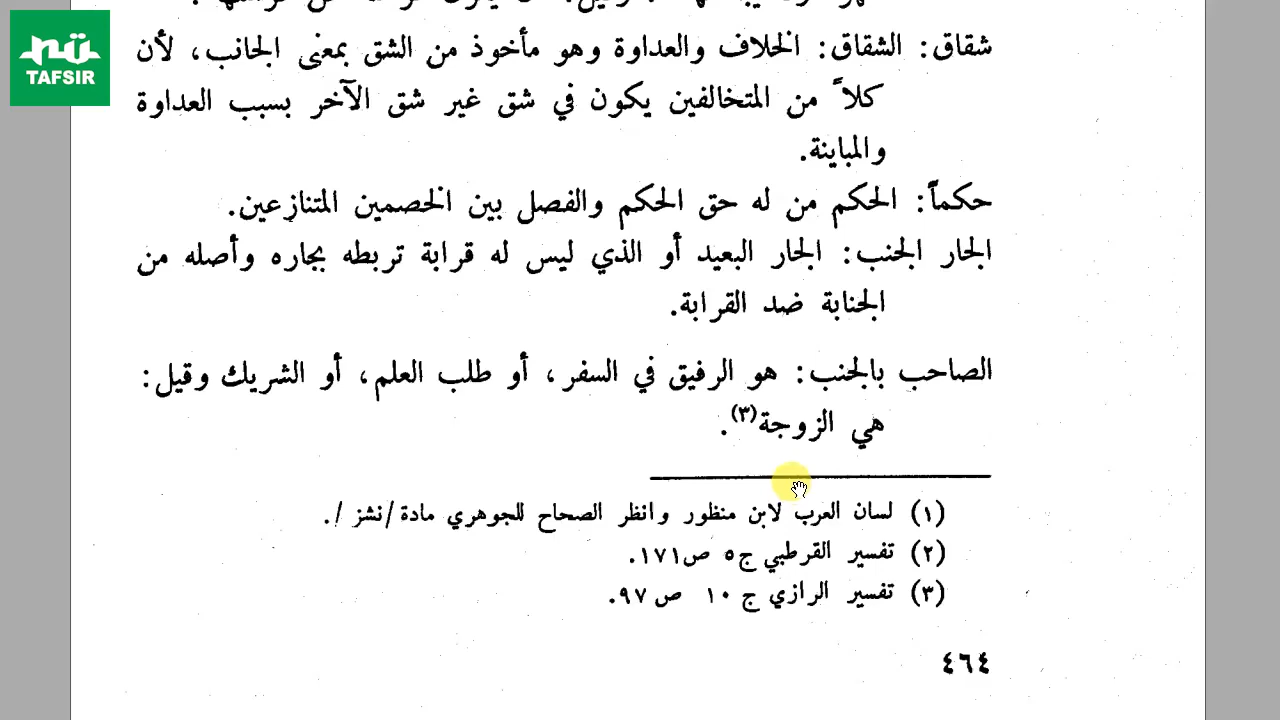 TAFSIR
شقاق: الشقاق: الخلاف والعداوة وهو مأخوذ من الشق بمعنى الجانب، لأن
كلاً من المتخالفين يكون في شق غير شق الآخر بسبب العداوة
والمباينة.
حكماً: الحكم من له حق الحكم والفصل بين الخصمين المتنازعين.
الجار الجنب: الجار البعيد أو الذي ليس له قرابة تربطه بجاره وأصله من
الجنابة ضد القرابة.
الصاحب بالجنب: هو الرفيق في السفر، أو طلب العلم، أو الشريك وقيل:
هي الزوجة(٣).
(١) لسان العرب لابن منظور وانظر الصحاح للجوهري مادة/نشز/.
(٢) تفسير القرطبي ج٥ ص١٧١.
(٣) تفسير الرازي ج ١٠ ص٩٧.
٤٦٤